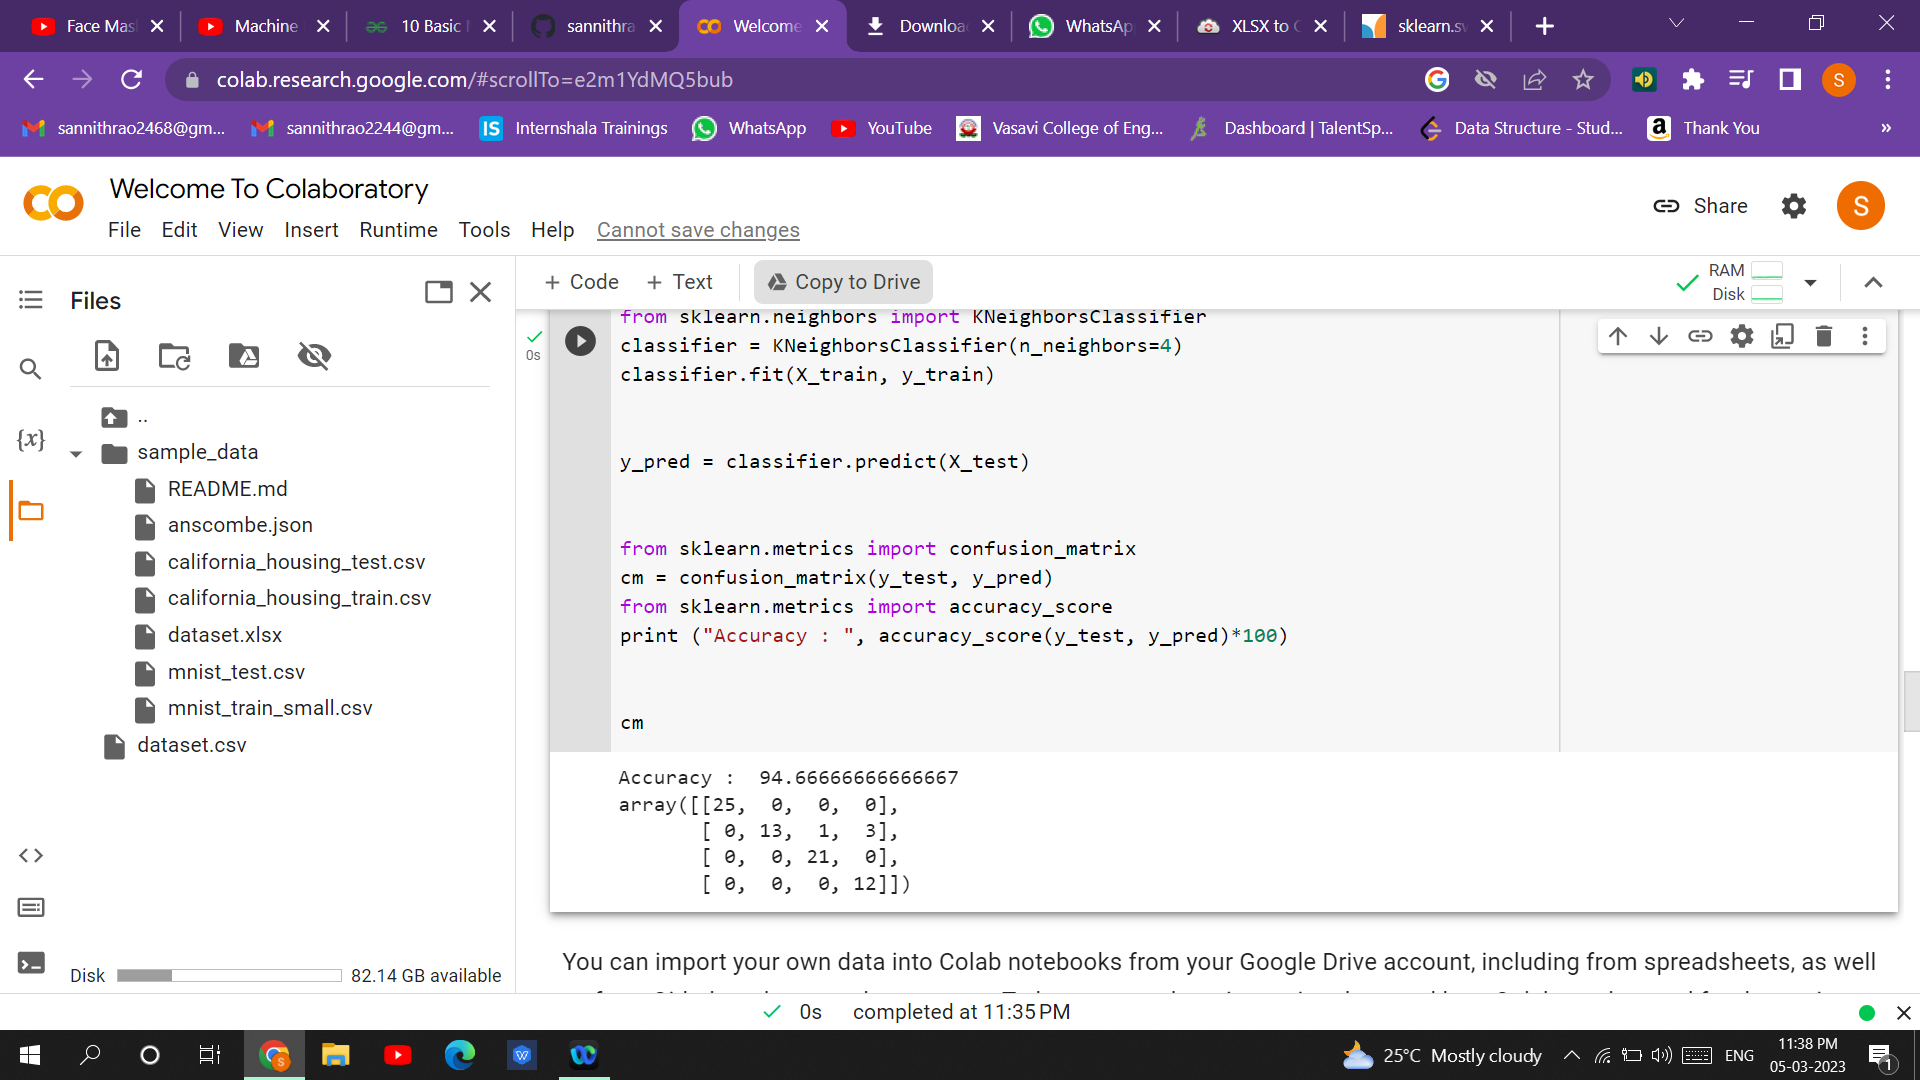 Face Mas
Machine
10 Basic
sannithra
Welcome
Downloa
WhatsAp
XLSX to C
sklearn.sv
colab.research.google.com/#scrollTo=e2m1YdMQ5bub
S
sannithrao2468@gm...
sannithrao2244@gm...
IS Internshala Trainings
WhatsApp
YouTube
Vasavi College of Eng...
Dashboard | TalentSp...
Data Structure - Stud...
Thank You
»
Welcome To Colaboratory
File Edit View Insert Runtime Tools Help Cannot save changes
Share
S
Files
+ Code + Text Copy to Drive
RAM
Disk
..
sample_data
README.md
anscombe.json
california_housing_test.csv
california_housing_train.csv
dataset.xlsx
mnist_test.csv
mnist_train_small.csv
dataset.csv
{x}
Disk 82.14 GB available
0s
from sklearn.neighbors import KNeighborsClassifier
classifier = KNeighborsClassifier(n_neighbors=4)
classifier.fit(X_train, y_train)
y_pred = classifier.predict(X_test)
from sklearn.metrics import confusion_matrix
cm = confusion_matrix(y_test, y_pred)
from sklearn.metrics import accuracy_score
print ("Accuracy : ", accuracy_score(y_test, y_pred)*100)
cm
Accuracy :  94.66666666666667
array([[25,  0,  0,  0],
       [ 0, 13,  1,  3],
       [ 0,  0, 21,  0],
       [ 0,  0,  0, 12]])
You can import your own data into Colab notebooks from your Google Drive account, including from spreadsheets, as well
0s completed at 11:35 PM
25°C Mostly cloudy
ENG
11:38 PM
05-03-2023
1